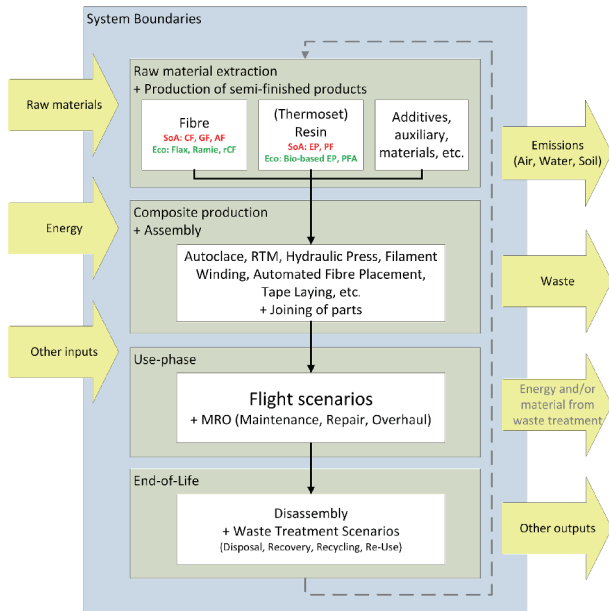 System Boundaries
Raw materials
Energy
Other inputs
Raw material extraction
+ Production of semi-finished products
Fibre
SoA: CF, GF, AF
Eco: Flax, Ramie, rCF
(Thermoset)
Resin
SoA: EP, PF
Eco: Bio-based EP, PFA
Additives,
auxiliary,
materials, etc.
Composite production
+ Assembly
Autoclace, RTM, Hydraulic Press, Filament
Winding, Automated Fibre Placement,
Tape Laying, etc.
+ Joining of parts
Use-phase
Flight scenarios
+ MRO (Maintenance, Repair, Overhaul)
End-of-Life
Disassembly
+ Waste Treatment Scenarios
(Disposal, Recovery, Recycling, Re-Use)
Emissions
(Air, Water, Soil)
Waste
Energy and/or
material from
waste treatment
Other outputs